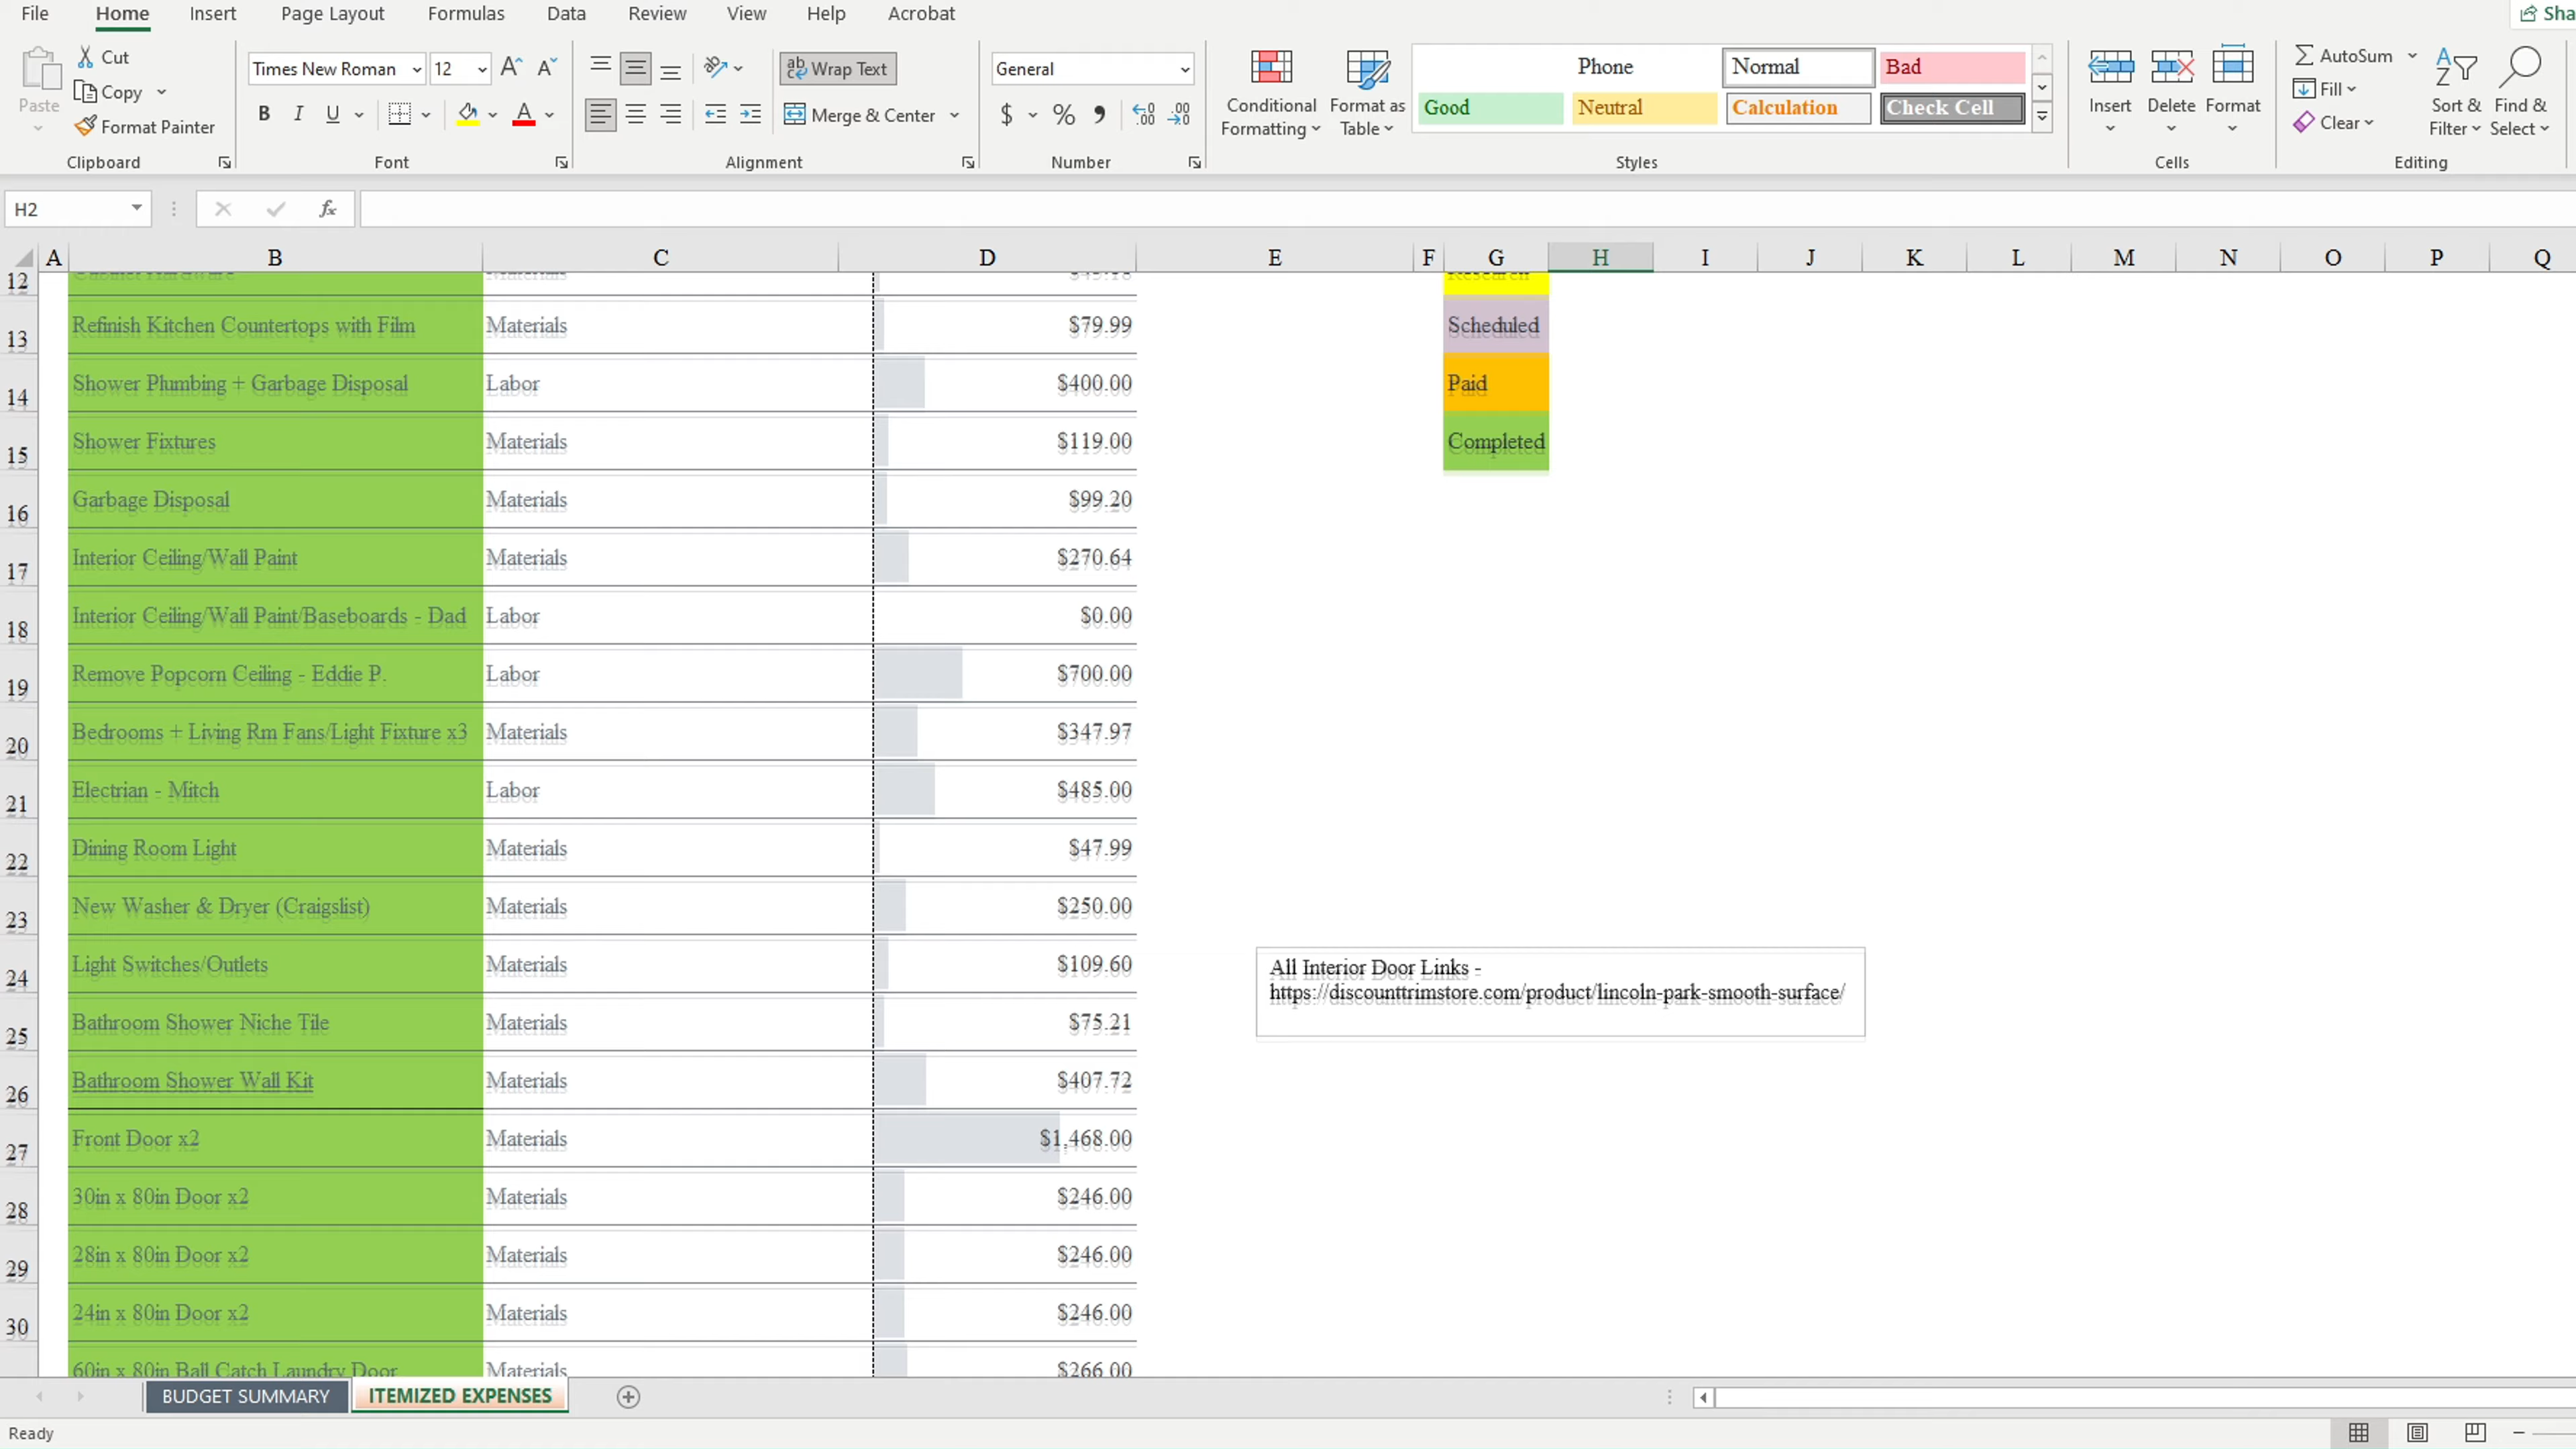 File Home Insert Page Layout Formulas Data Review View Help Acrobat Sha
Paste
Cut
Copy
Format Painter
Clipboard
Times New Roman 12
B I U
Font
ab Wrap Text
Merge & Center
Alignment
General
$ % , .00 .00
Number
Conditional Formatting
Format as Table
Phone Normal Bad
Good Neutral Calculation Check Cell
Styles
Insert Delete Format
Cells
AutoSum
Fill
Clear
Sort & Filter
Find & Select
Editing
H2 fx
A B C D E F G H I J K L M N O P Q
12 Cabinet Hardware Materials Research
13 Refinish Kitchen Countertops with Film Materials $79.99 Scheduled
14 Shower Plumbing + Garbage Disposal Labor $400.00 Paid
15 Shower Fixtures Materials $119.00 Completed
16 Garbage Disposal Materials $99.20
17 Interior Ceiling/Wall Paint Materials $270.64
18 Interior Ceiling/Wall Paint/Baseboards - Dad Labor $0.00
19 Remove Popcorn Ceiling - Eddie P. Labor $700.00
20 Bedrooms + Living Rm Fans/Light Fixture x3 Materials $347.97
21 Electrian - Mitch Labor $485.00
22 Dining Room Light Materials $47.99
23 New Washer & Dryer (Craigslist) Materials $250.00
24 Light Switches/Outlets Materials $109.60
All Interior Door Links -
https://discounttrimstore.com/product/lincoln-park-smooth-surface/
25 Bathroom Shower Niche Tile Materials $75.21
26 Bathroom Shower Wall Kit Materials $407.72
27 Front Door x2 Materials $1,468.00
28 30in x 80in Door x2 Materials $246.00
29 28in x 80in Door x2 Materials $246.00
30 24in x 80in Door x2 Materials $246.00
60in x 80in Ball Catch Laundry Door Materials $266.00
BUDGET SUMMARY ITEMIZED EXPENSES
Ready